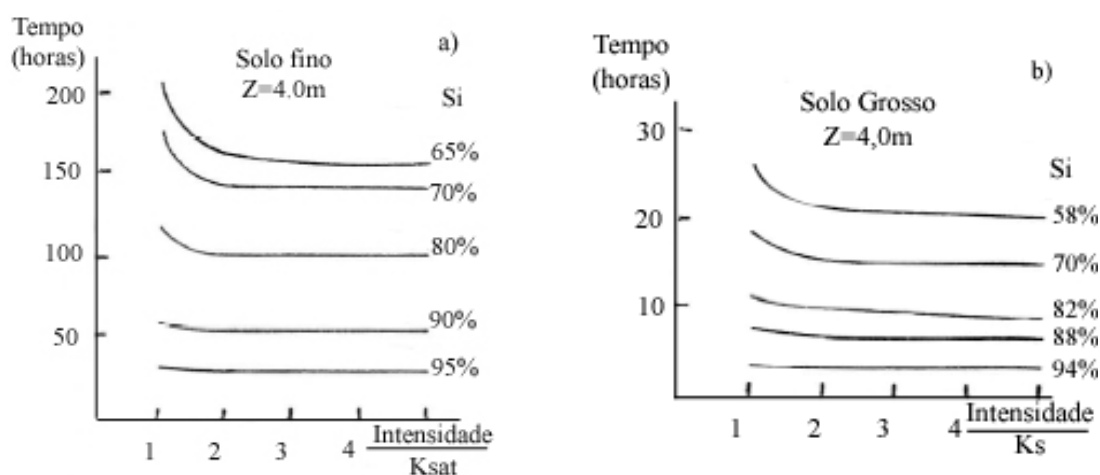 Tempo
(horas)
a)
Solo fino
Z=4.0m
Si
200
150
100
50
65%
70%
80%
90%
95%
1
2
3
4
Intensidade
Ksat
Tempo
(horas)
b)
Solo Grosso
Z=4,0m
Si
30
20
10
58%
70%
82%
88%
94%
1
2
3
4
Intensidade
Ks